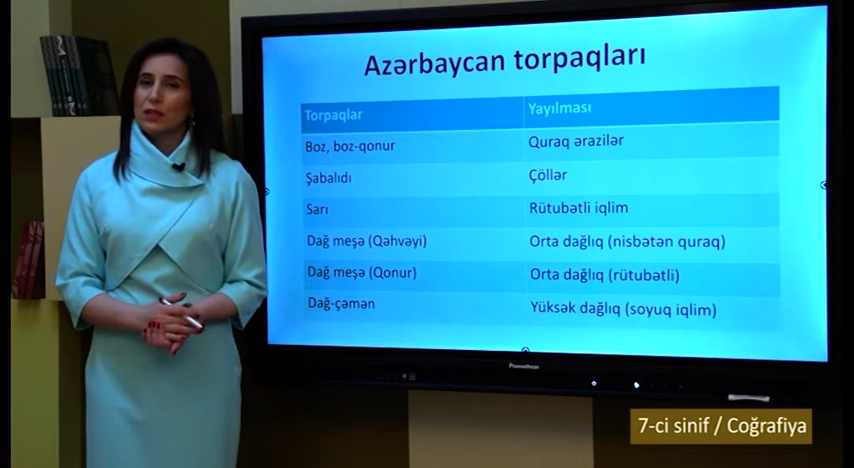 Azərbaycan torpaqları
Torpaqlar Yayılması
Boz, boz-qonur Quraq ərazilər
Şabalıdı Çöllər
Sarı Rütubətli iqlim
Dağ meşə (Qəhvəyi) Orta dağlıq (nisbətən quraq)
Dağ meşə (Qonur) Orta dağlıq (rütubətli)
Dağ-çəmən Yüksək dağlıq (soyuq iqlim)
Promethean
7-ci sinif / Coğrafiya